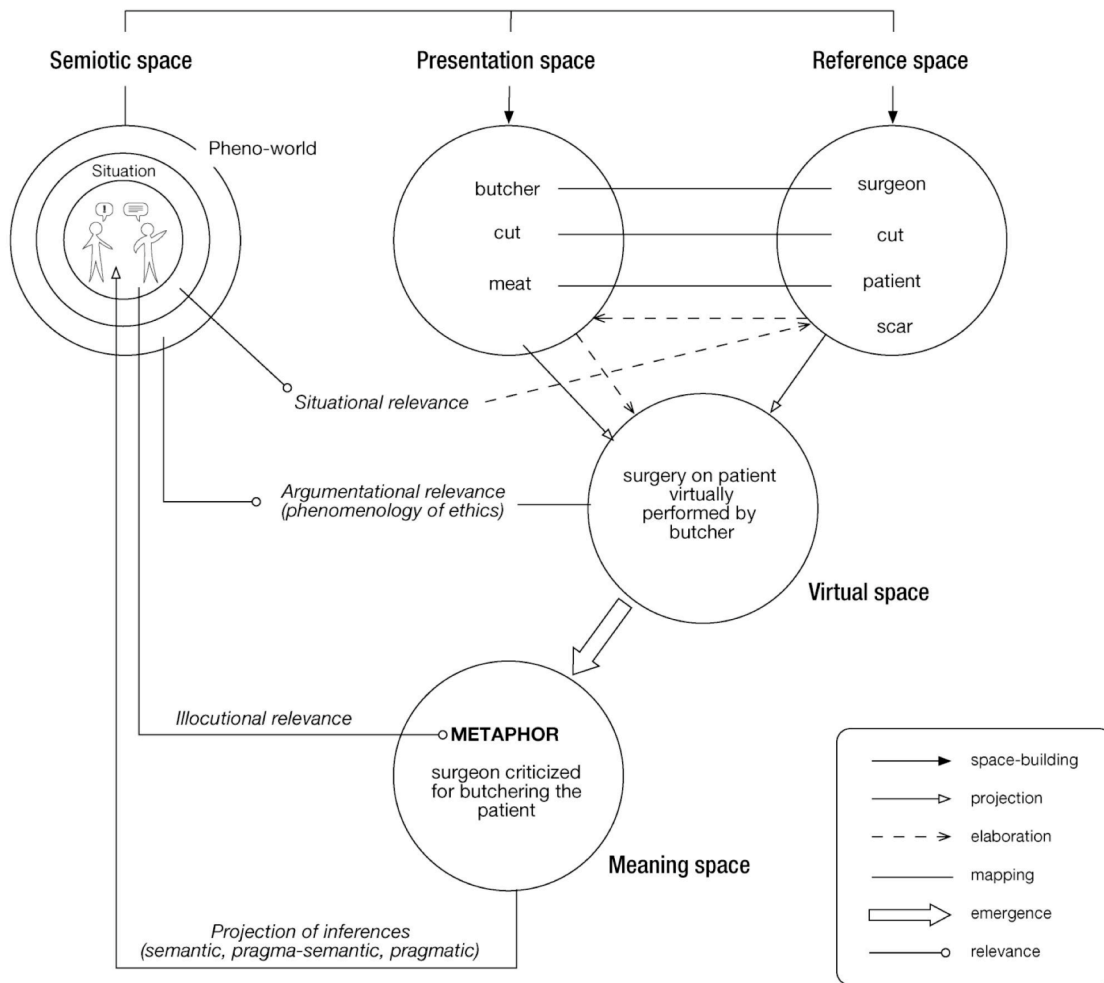 Semiotic space
Presentation space
Reference space
Pheno-world
Situation
!
butcher
cut
meat
surgeon
cut
patient
scar
Situational relevance
Argumentational relevance
(phenomenology of ethics)
surgery on patient
virtually
performed by
butcher
Virtual space
Illocutional relevance
METAPHOR
surgeon criticized
for butchering the
patient
Meaning space
Projection of inferences
(semantic, pragma-semantic, pragmatic)
space-building
projection
elaboration
mapping
emergence
relevance